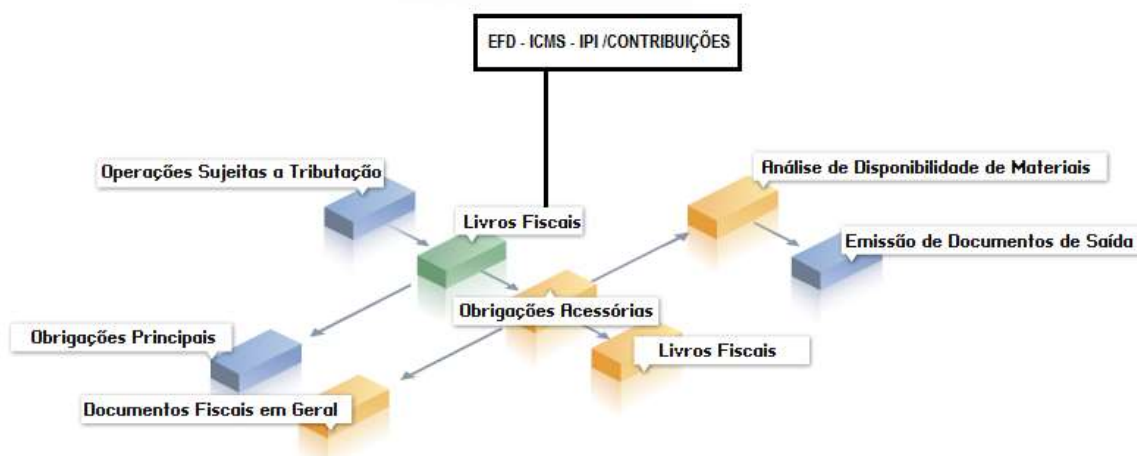 EFD - ICMS - IPI /CONTRIBUIÇÕES
Operações Sujeitas a Tributação
Análise de Disponibilidade de Materiais
Livros Fiscais
Emissão de Documentos de Saída
Obrigações Acessórias
Obrigações Principais
Livros Fiscais
Documentos Fiscais em Geral